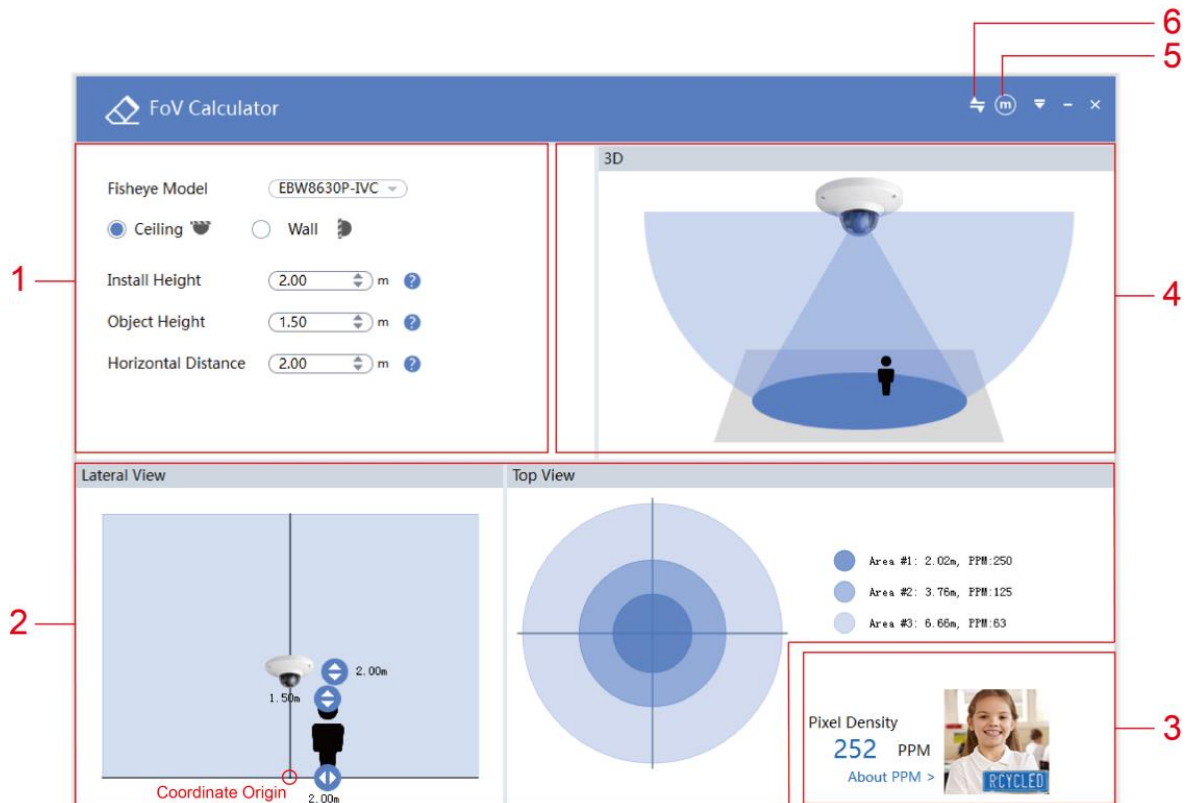 6
5
FoV Calculator
m
3D
Fisheye Model EBW8630P-IVC
Ceiling Wall
1
Install Height 2.00 m ?
4
Object Height 1.50 m ?
Horizontal Distance 2.00 m ?
Lateral View
Top View
Area #1: 2.02m, PPM:250
Area #2: 3.76m, PPM:125
Area #3: 6.66m, PPM:63
2
2.00m
1.50m
Coordinate Origin
2.00m
Pixel Density
252 PPM
About PPM >
RCYCLED
3